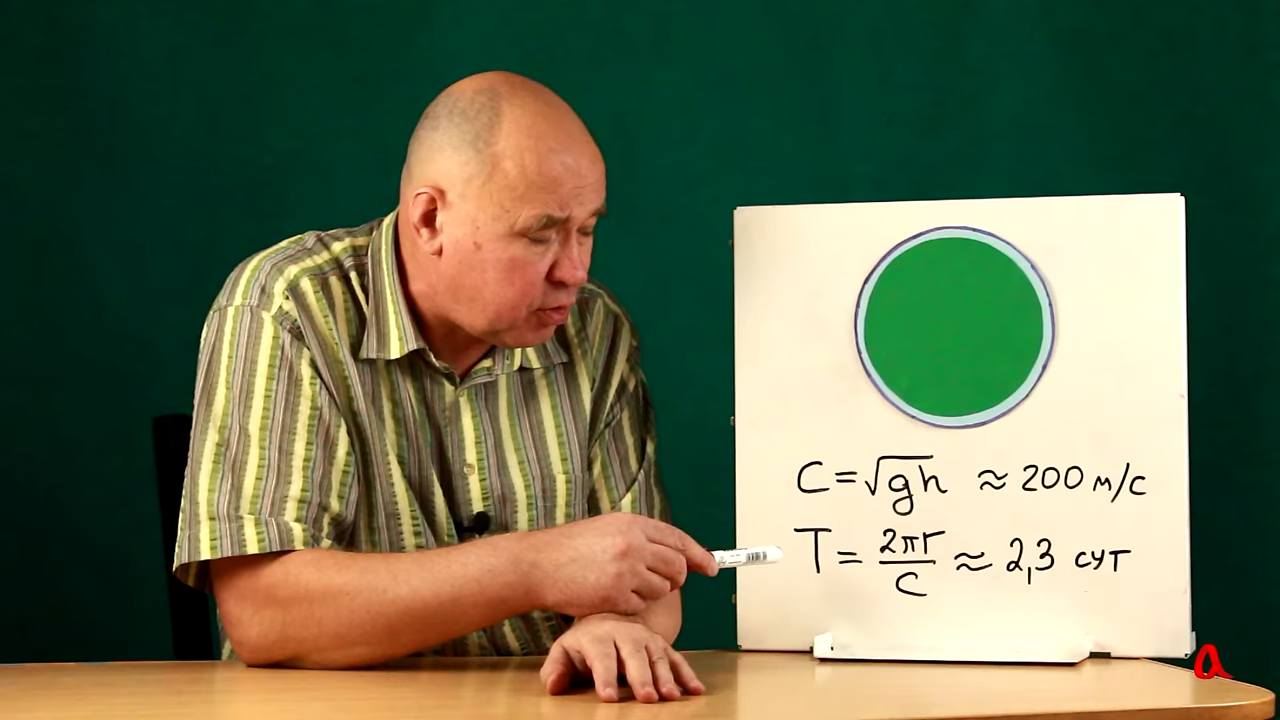 C = √gh ≈ 200 м/с
T = 2πr/C ≈ 2,3 сут
a